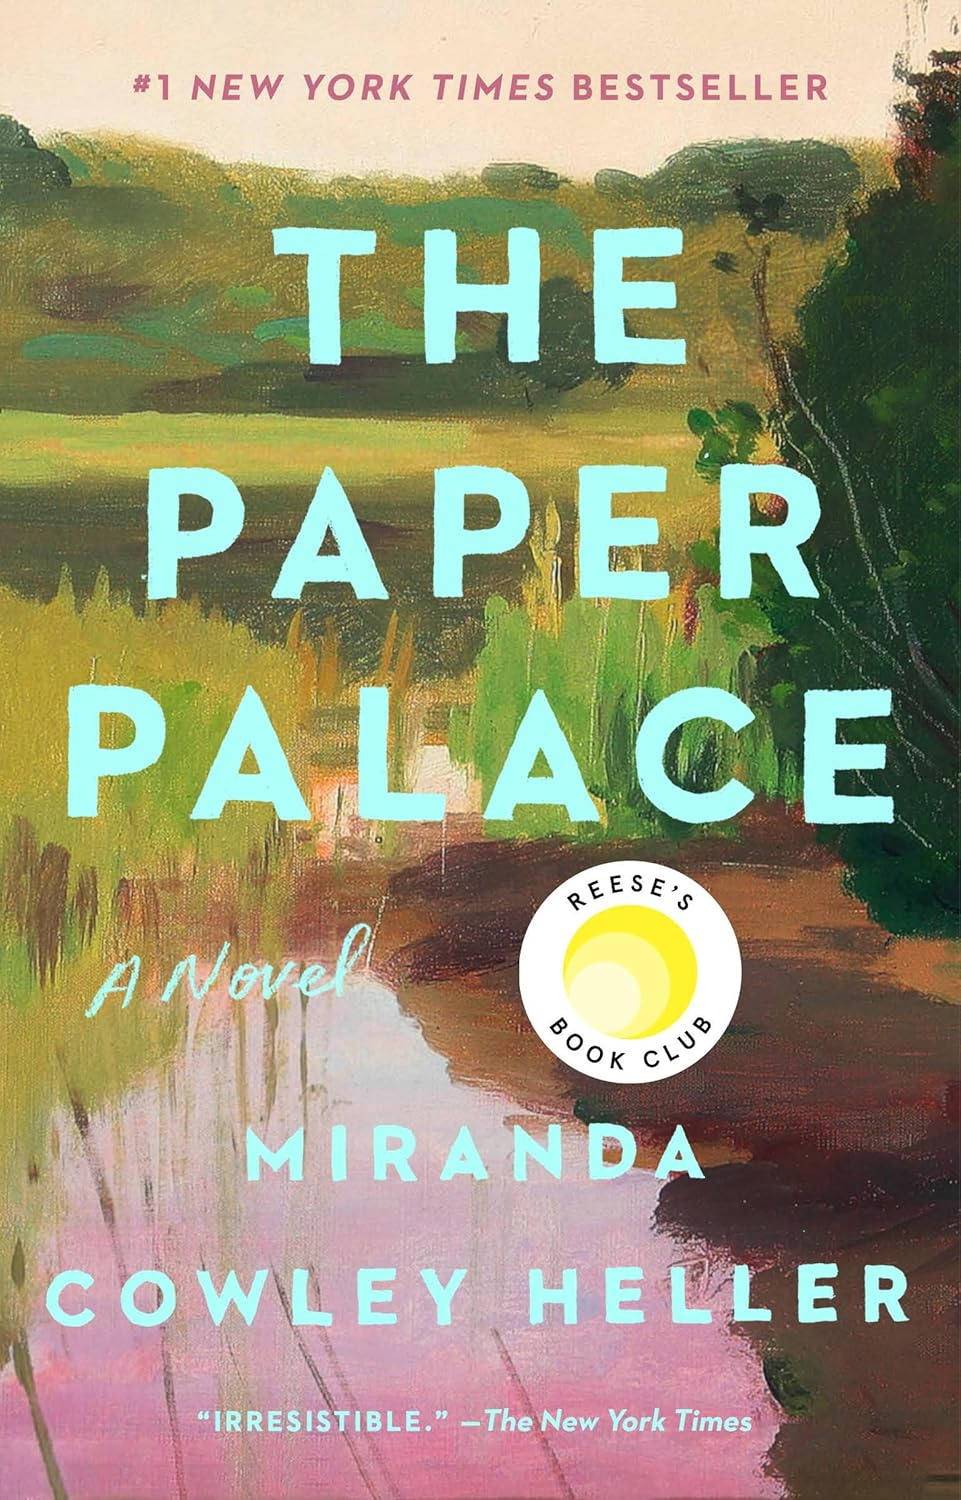 #1 NEW YORK TIMES BESTSELLER
THE
PAPER
PALACE
A Novel
REESE'S
BOOK CLUB
MIRANDA
COWLEY HELLER
“IRRESISTIBLE.” —The New York Times